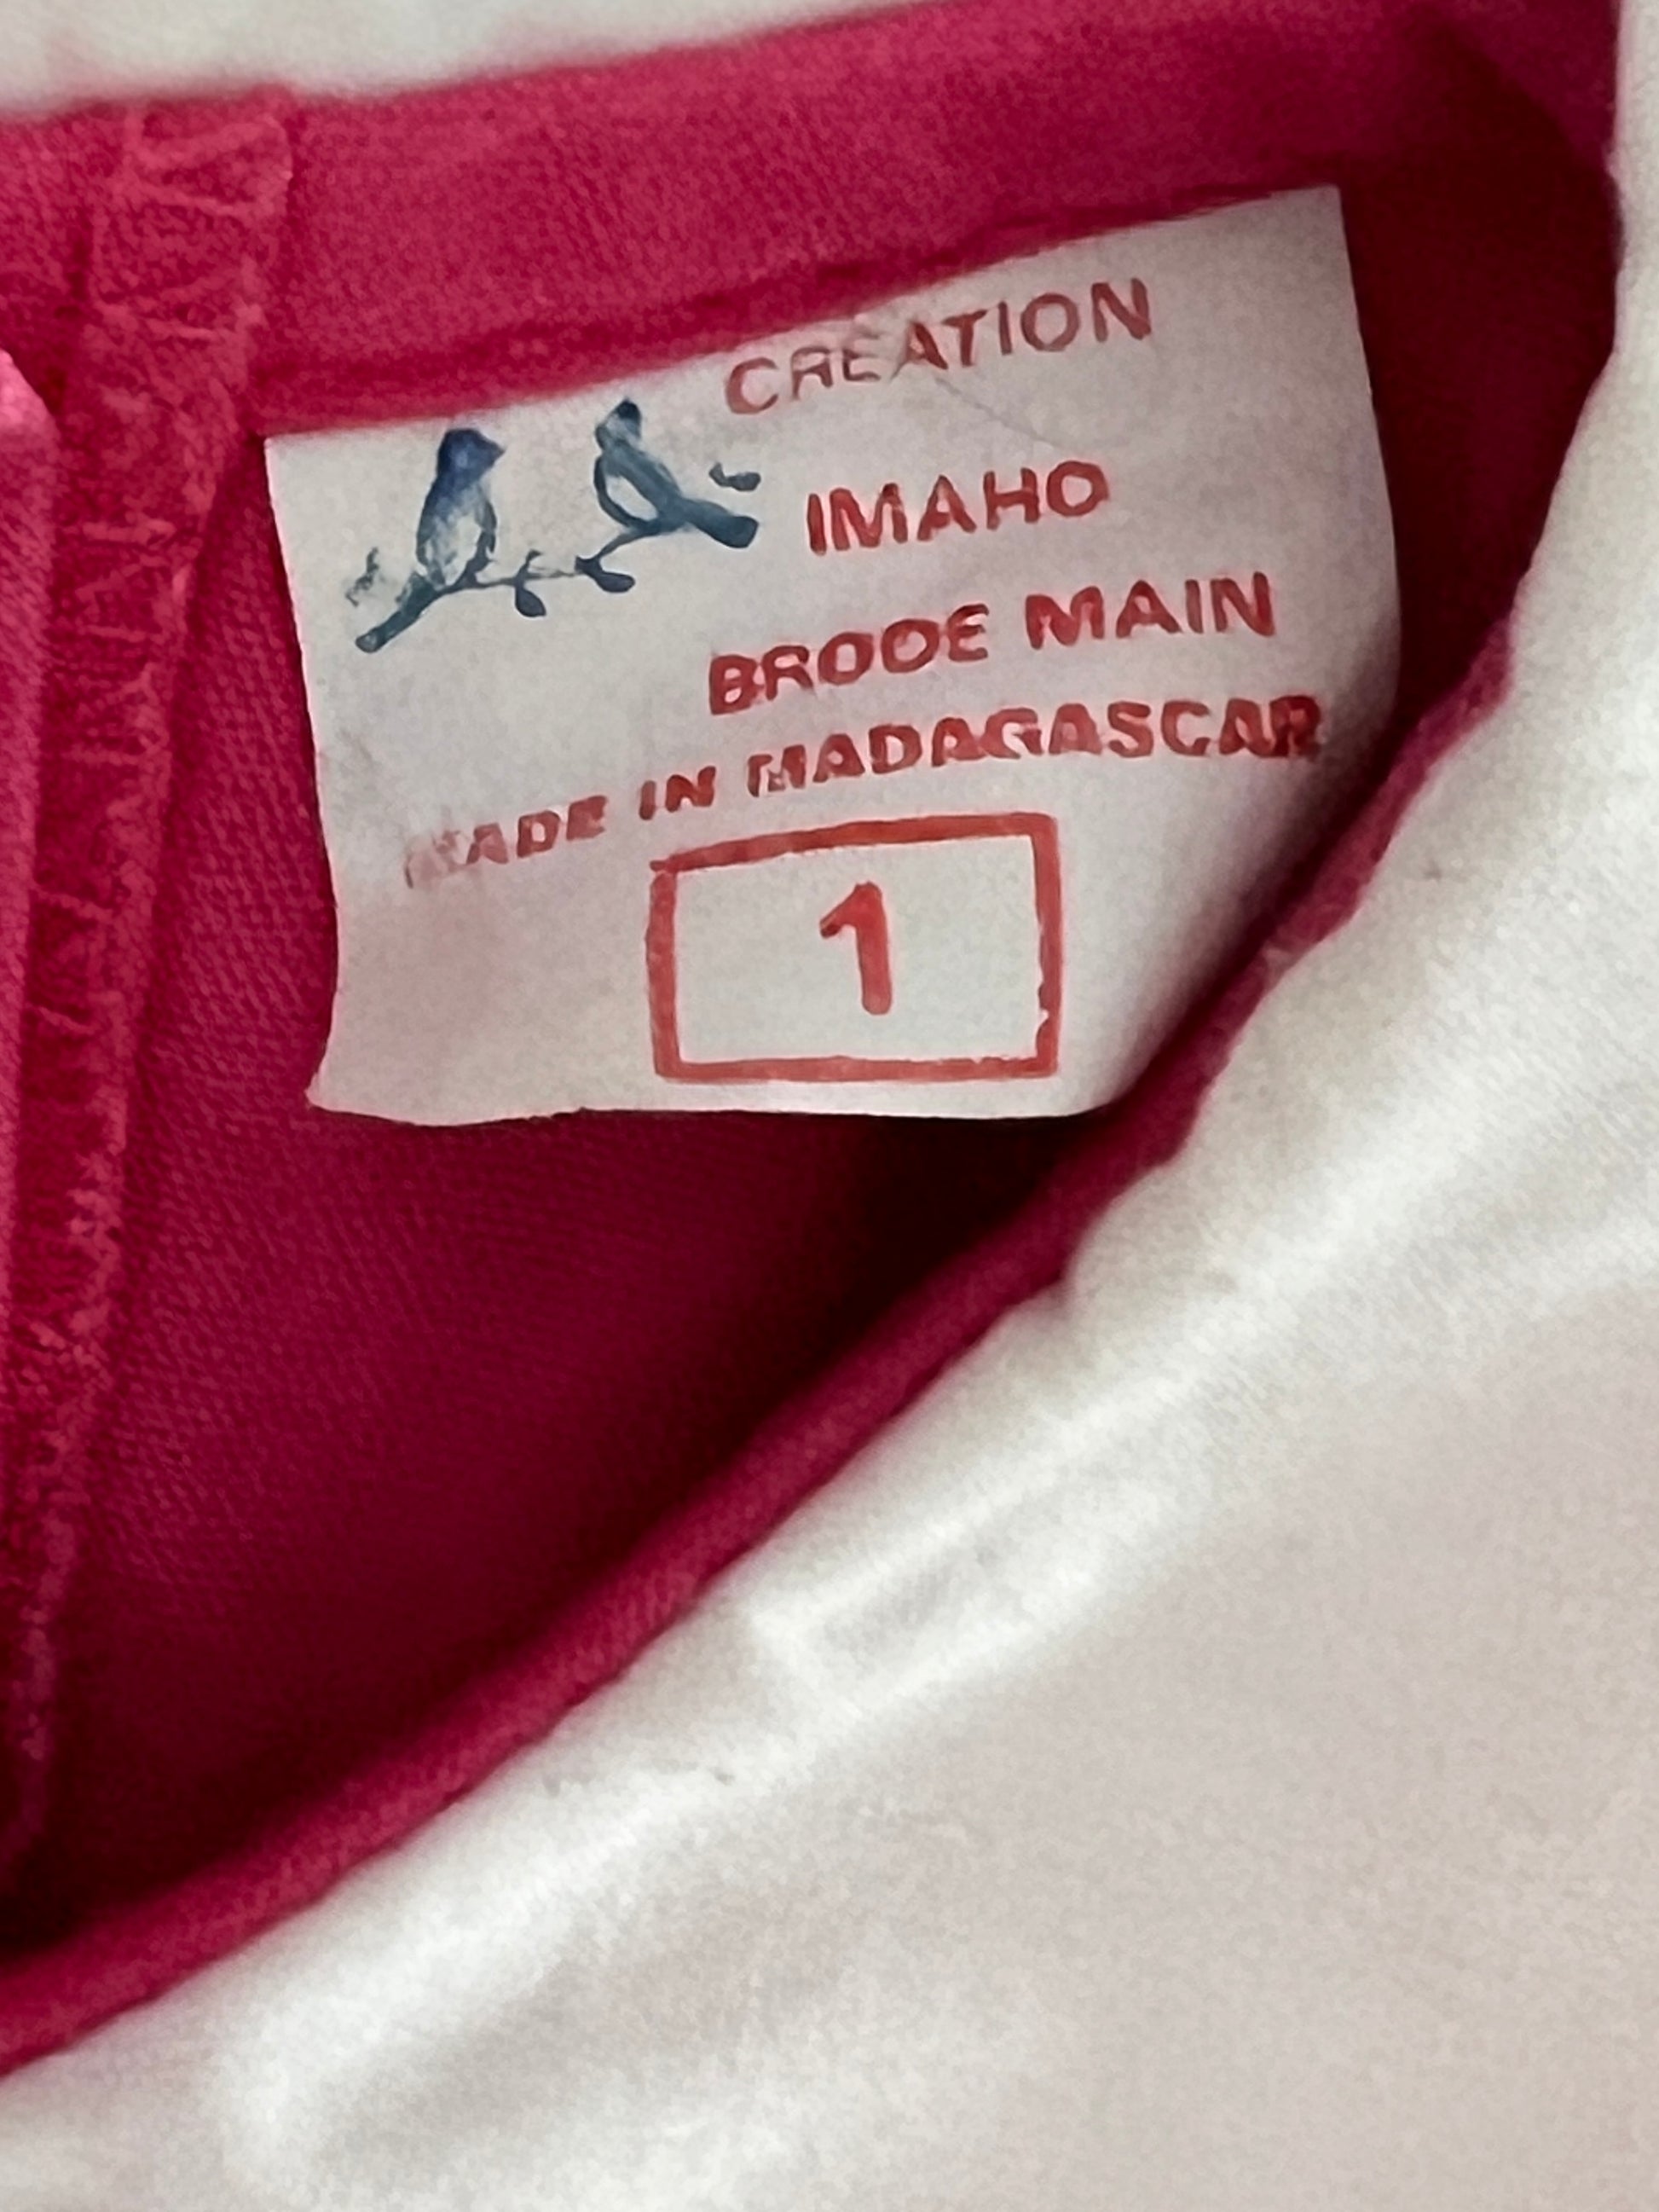 CREATION
IMAHO
BRODE MAIN
MADE IN MADAGASCAR
1